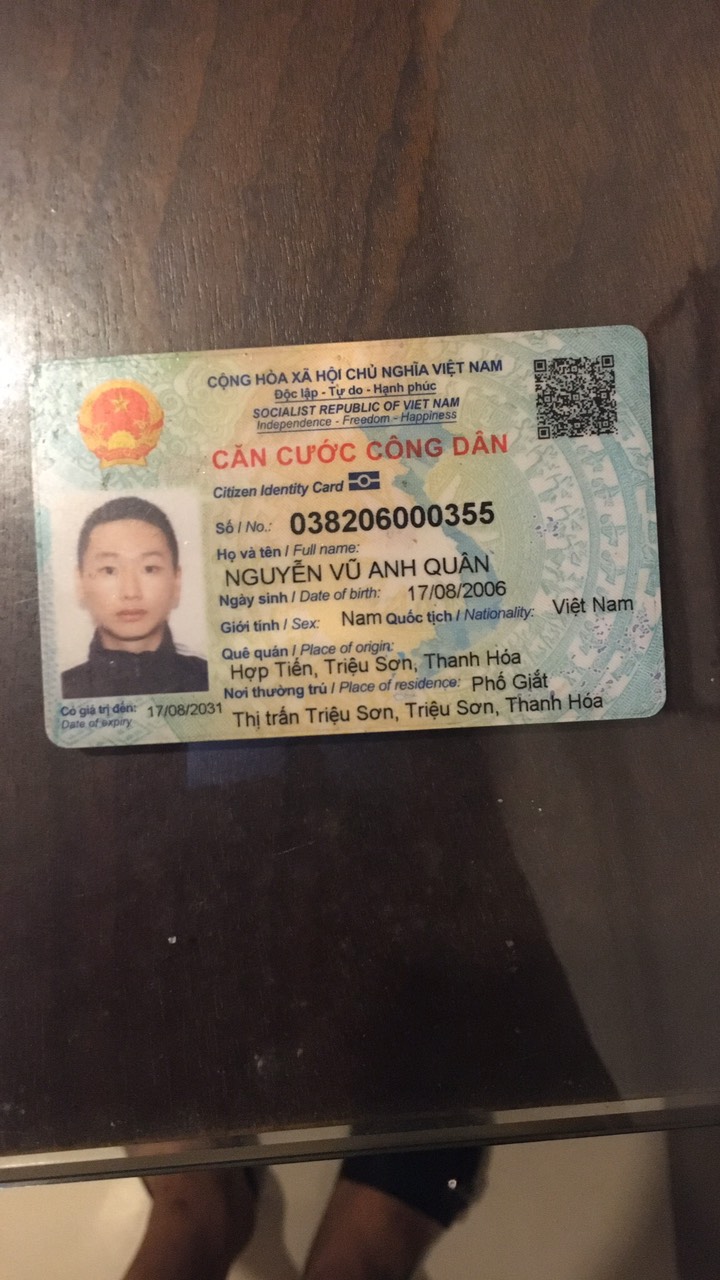 CỘNG HÒA XÃ HỘI CHỦ NGHĨA VIỆT NAM
Độc lập - Tự do - Hạnh phúc
SOCIALIST REPUBLIC OF VIET NAM
Independence - Freedom - Happiness
CĂN CƯỚC CÔNG DÂN
Citizen Identity Card
Số / No.: 038206000355
Họ và tên / Full name:
NGUYỄN VŨ ANH QUÂN
Ngày sinh / Date of birth: 17/08/2006
Giới tính / Sex: Nam Quốc tịch / Nationality: Việt Nam
Quê quán / Place of origin:
Hợp Tiến, Triệu Sơn, Thanh Hóa
Nơi thường trú / Place of residence: Phố Giắt
Thị trấn Triệu Sơn, Triệu Sơn, Thanh Hóa
Có giá trị đến: 17/08/2031
Date of expiry